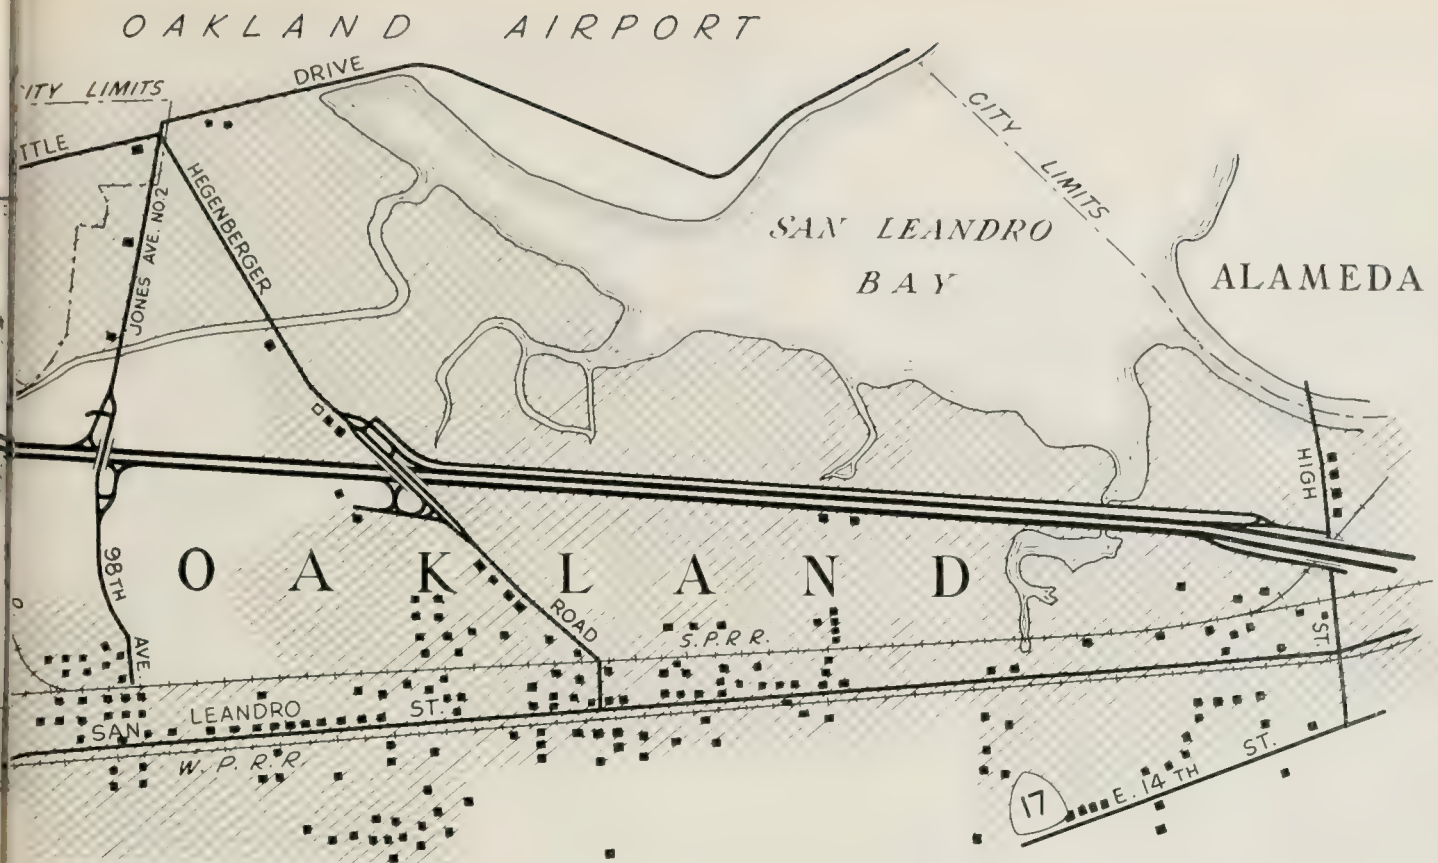 OAKLAND AIRPORT
ITY LIMITS
DRIVE
TTLE
HEGENBERGER
JONES AVE. NO.2
CITY LIMITS
SAN LEANDRO
BAY
ALAMEDA
HIGH
98TH
OAKLAND
ROAD
S.P.R.R.
ST.
AVE.
SAN LEANDRO ST.
W.P.R.R.
17
E. 14TH ST.